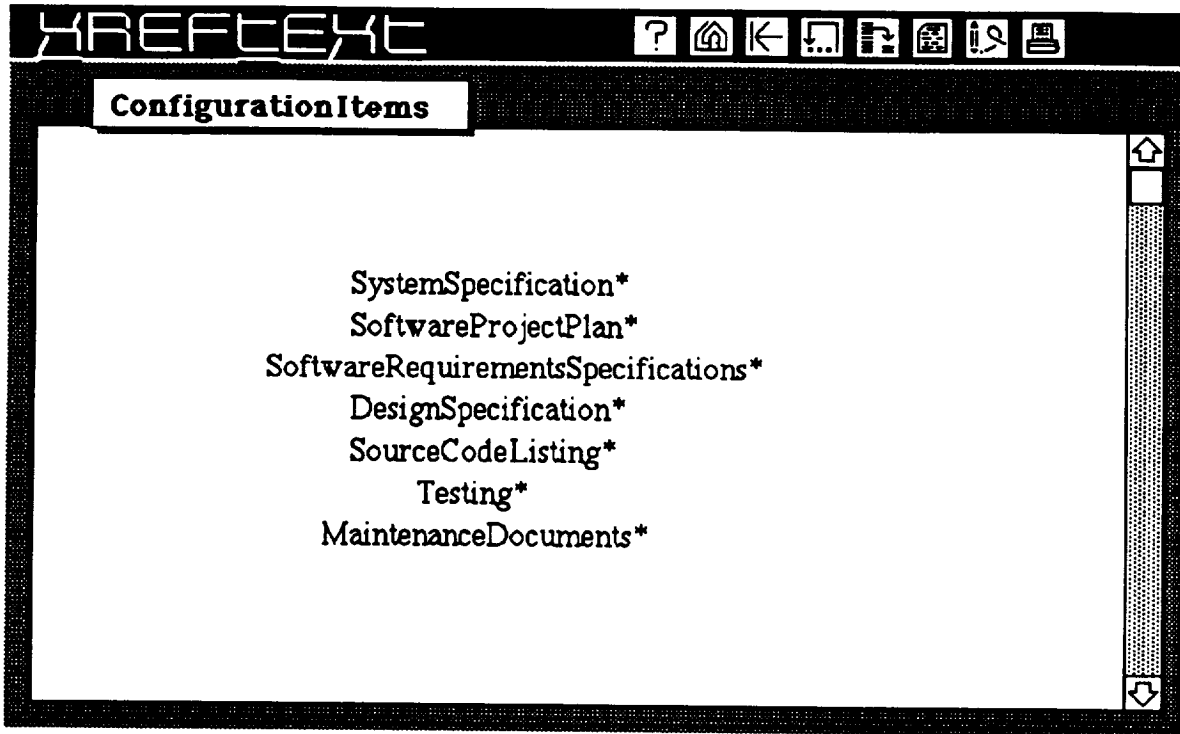 XREFTEXT
?
ConfigurationItems
SystemSpecification*
SoftwareProjectPlan*
SoftwareRequirementsSpecifications*
DesignSpecification*
SourceCodeListing*
Testing*
MaintenanceDocuments*